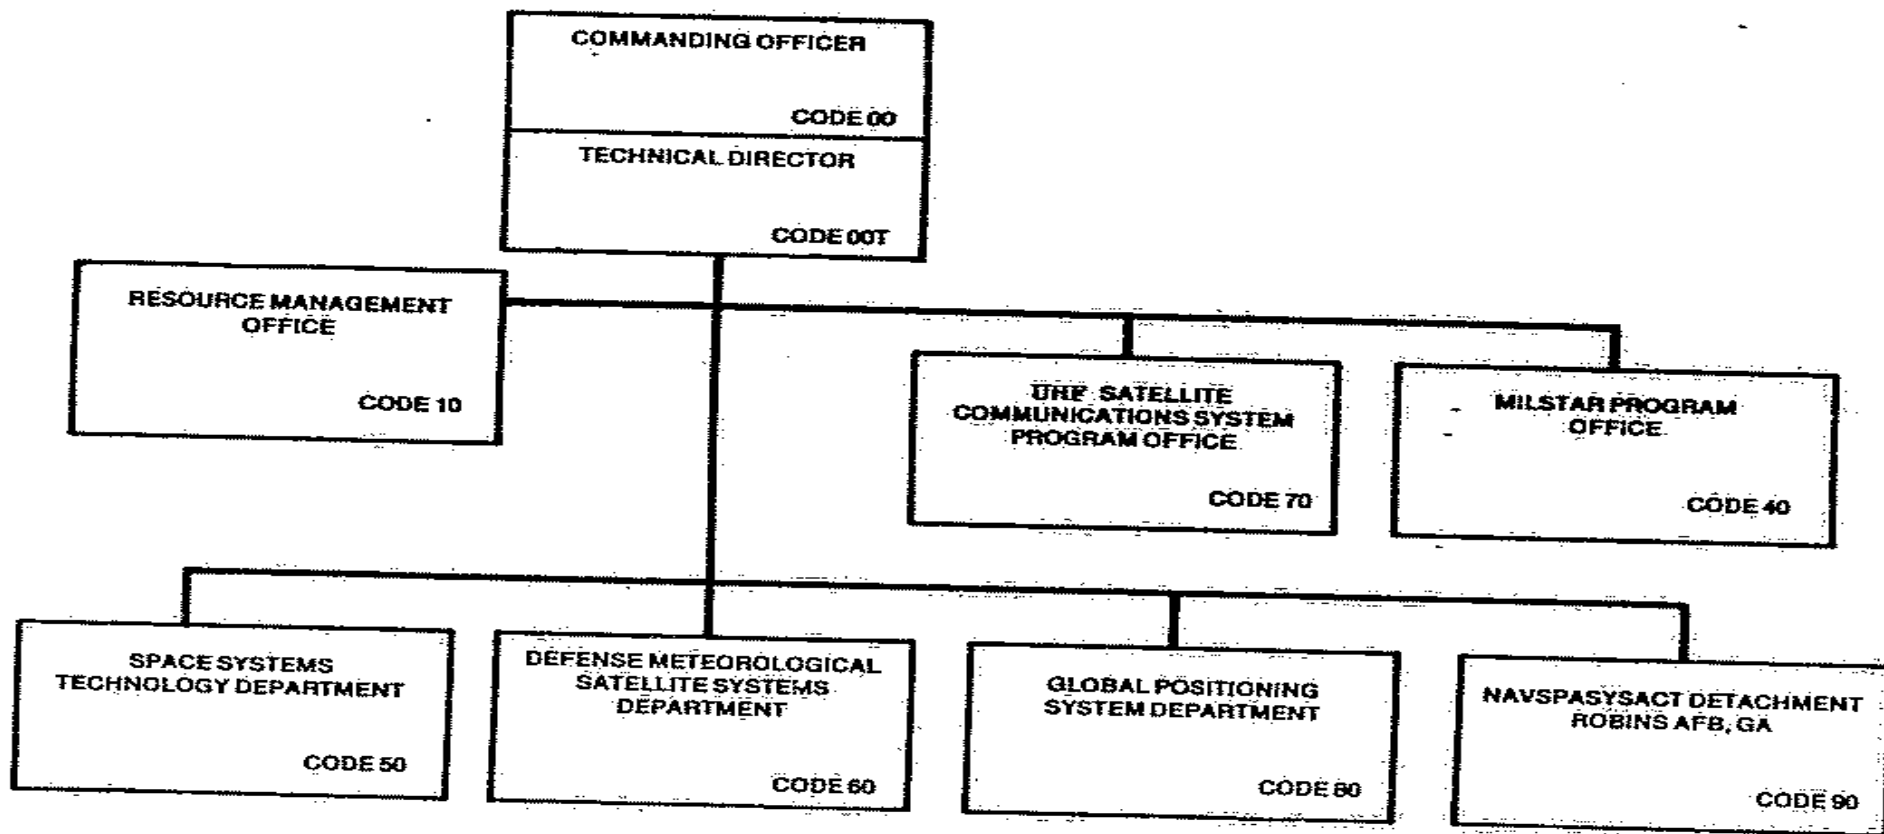 COMMANDING OFFICER
CODE 00
TECHNICAL DIRECTOR
CODE 00T
RESOURCE MANAGEMENT
OFFICE
CODE 10
UHF SATELLITE
COMMUNICATIONS SYSTEM
PROGRAM OFFICE
CODE 70
MILSTAR PROGRAM
OFFICE
CODE 40
SPACE SYSTEMS
TECHNOLOGY DEPARTMENT
CODE 50
DEFENSE METEOROLOGICAL
SATELLITE SYSTEMS
DEPARTMENT
CODE 60
GLOBAL POSITIONING
SYSTEM DEPARTMENT
CODE 80
NAVSPASYSACT DETACHMENT
ROBINS AFB, GA
CODE 90